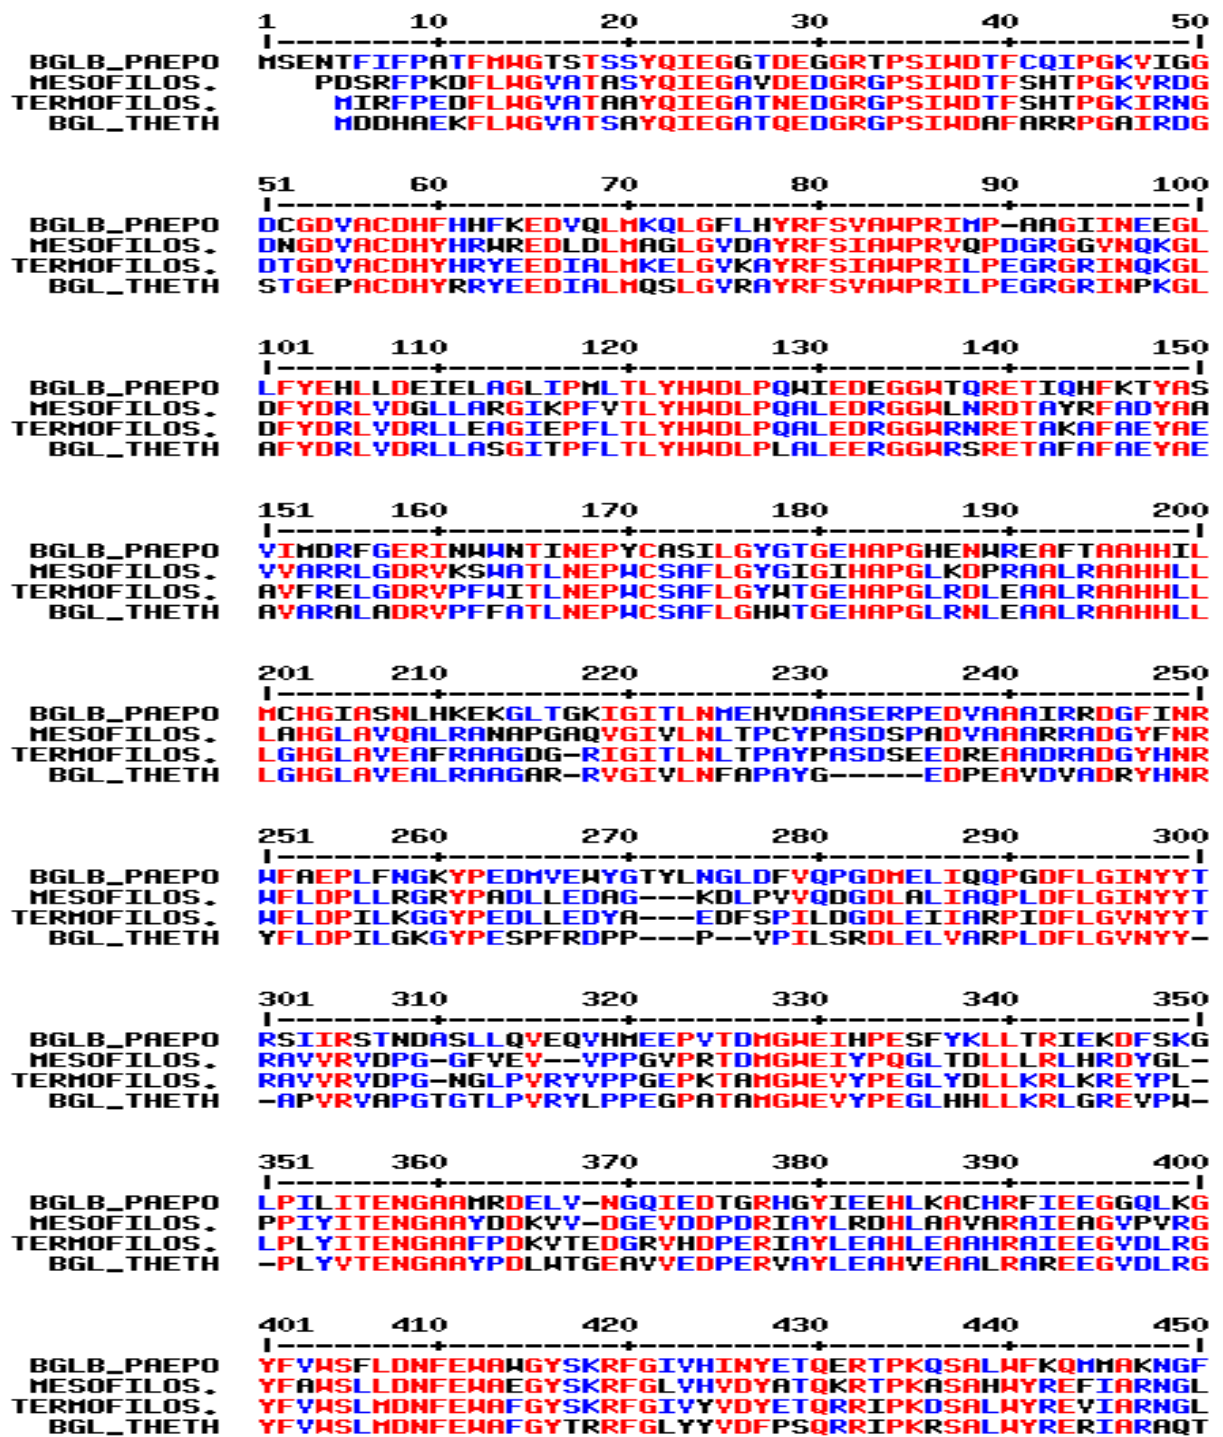 1 10 20 30 40 50
|--------+---------+---------+---------+---------|
BGLB_PAEPO MSENTFIFPATFMWGTSTSSYQIEGGTDEGGRTPSIWDTFCQIPGKVIGG
MESOFILOS. PDSRFPKDFLWGVATASYQIEGAVDEDGRGPSIWDTFSHTPGKVRDG
TERMOFILOS. MIRFPEDFLWGVATAAYQIEGATNEDGRGPSIWDTFSHTPGKIRNG
BGL_THETH MDDHAEKFLWGVATSAYQIEGATQEDGRGPSIWDAFARRPGAIRDG
51 60 70 80 90 100
|--------+---------+---------+---------+---------|
BGLB_PAEPO DCGDVACDHFHHFKEDVQLMKQLGFLHYRFSVAWPRIMP-AAGIINEEGL
MESOFILOS. DNGDVACDHYHRWREDLDLMAGLGVDAYRFSIAWPRVQPDGRGGVNQKGL
TERMOFILOS. DTGDVACDHYHRYEEDIALMKELGVKAYRFSIAWPRILPEGRGRINQKGL
BGL_THETH STGEPACDHYRRYEEDIALMQSLGVRAYRFSVAWPRILPEGRGRINPKGL
101 110 120 130 140 150
|--------+---------+---------+---------+---------|
BGLB_PAEPO LFYEHLLDEIELAGLIPMLTLYHWDLPQWIEDEGGWTQRETIQHFKTYAS
MESOFILOS. DFYDRLVDGLLARGIKPFVTLYHWDLPQALEDRGGWLNRDTAYRFADYAA
TERMOFILOS. DFYDRLVDRLLEAGIEPFLTLYHWDLPQALEDRGGWRNRETAKAFAEYAE
BGL_THETH AFYDRLVDRLLASGITPFLTLYHWDLPLALEERGGWRSRETAFAFAEYAE
151 160 170 180 190 200
|--------+---------+---------+---------+---------|
BGLB_PAEPO VIMDRFGERINWWNTINEPYCASILGYGTGEHAPGHENWREAFTAAHHIL
MESOFILOS. VVARRLGDRVKSWATLNEPWCSAFLGYGIGIHAPGLKDPRAALRAAHHLL
TERMOFILOS. AVFRELGDRVPFWITLNEPWCSAFLGYWTGEHAPGLRDLEAALRAAHHLL
BGL_THETH AVARALADRVPFFATLNEPWCSAFLGHWTGEHAPGLRNLEAALRAAHHLL
201 210 220 230 240 250
|--------+---------+---------+---------+---------|
BGLB_PAEPO MCHGIASNLHKEKGLTGKIGITLNMEHVDAASERPEDVAAAIRRDGFINR
MESOFILOS. LAHGLAVQALRANAPGAQVGIVLNLTPCYPASDSPADVAAARRADGYFNR
TERMOFILOS. LGHGLAVEAFRAAGDG-RIGITLNLTPAYPASDSEEDREAADRADGYHNR
BGL_THETH LGHGLAVEALRAAGAR-RVGIVLNFAPAYG-----EDPEAVDVADRYHNR
251 260 270 280 290 300
|--------+---------+---------+---------+---------|
BGLB_PAEPO WFAEPLFNGKYPEDMVEWYGTYLNGLDFVQPGDMELIQQPGDFLGINYYT
MESOFILOS. WFLDPLLRGRYPADLLEDAG---KDLPVVQDGDLALIAQPLDFLGINYYT
TERMOFILOS. WFLDPILKGGYPEDLLEDYA---EDFSPILDGDLEIIARPIDFLGVNYYT
BGL_THETH YFLDPILGKGYPESPFRDPP---P--VPILSRDLELVARPLDFLGVNYY-
301 310 320 330 340 350
|--------+---------+---------+---------+---------|
BGLB_PAEPO RSIIRSTNDASLLQVEQVHMEEPVTDMGWEIHPESFYKLLTRIEKDFSKG
MESOFILOS. RAVVRVDPG-GFVEV--VPPGVPRTDMGWEIYPQGLTDLLLRLHRDYGL-
TERMOFILOS. RAVVRVDPG-NGLPVRYVPPGEPKTAMGWEVYPEGLYDLLKRLKREYPL-
BGL_THETH -APVRVAPGTGTLPVRYLPPEGPATAMGWEVYPEGLHHLLKRLGREVPW-
351 360 370 380 390 400
|--------+---------+---------+---------+---------|
BGLB_PAEPO LPILITENGAAMRDELV-NGQIEDTGRHGYIEEHLKACHRFIEEGGQLKG
MESOFILOS. PPIYITENGAAYDDKVV-DGEVDDPDRIAYLRDHLAAVARAIEAGVPVRG
TERMOFILOS. LPLYITENGAAFPDKVTEDGRVHDPERIAYLEAHLEAAHRAIEEGVDLRG
BGL_THETH -PLYVTENGAAYPDLWTGEAVVEDPERVAYLEAHVEAALRAREEGVDLRG
401 410 420 430 440 450
|--------+---------+---------+---------+---------|
BGLB_PAEPO YFVWSFLDNFEWAWGYSKRFGIVHINYETQERTPKQSALWFKQMMAKNGF
MESOFILOS. YFAWSLLDNFEWAEGYSKRFGLVHVDYATQKRTPKASAHWYREFIARNGL
TERMOFILOS. YFVWSLMDNFEWAFGYSKRFGIVYVDYETQRRIPKDSALWYREVIARNGL
BGL_THETH YFVWSLMDNFEWAFGYTRRFGLYYVDFPSQRRIPKRSALWYRERIARAQT